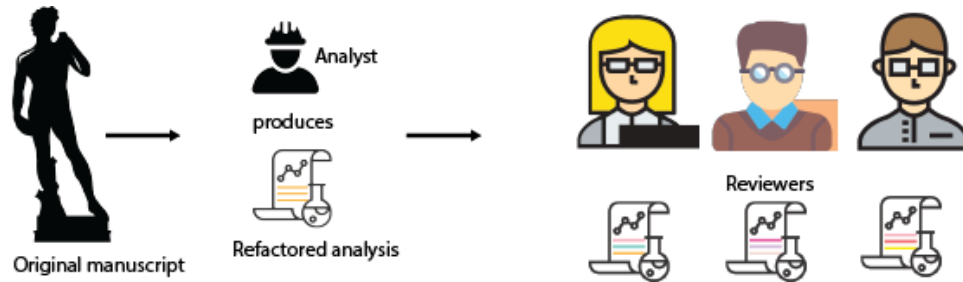 Analyst
produces
Refactored analysis
Original manuscript
Reviewers